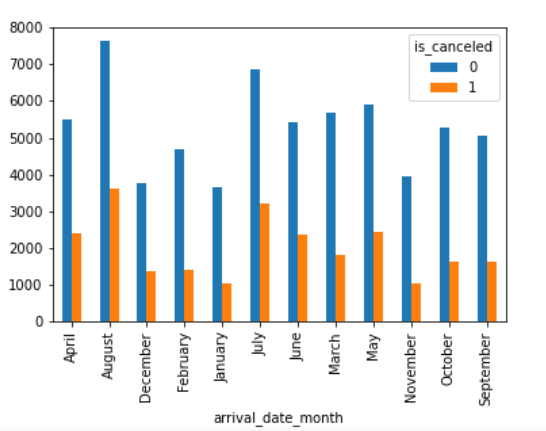 8000
7000
6000
5000
4000
3000
2000
1000
0
is_canceled
0
1
April
August
December
February
January
July
June
March
May
November
October
September
arrival_date_month